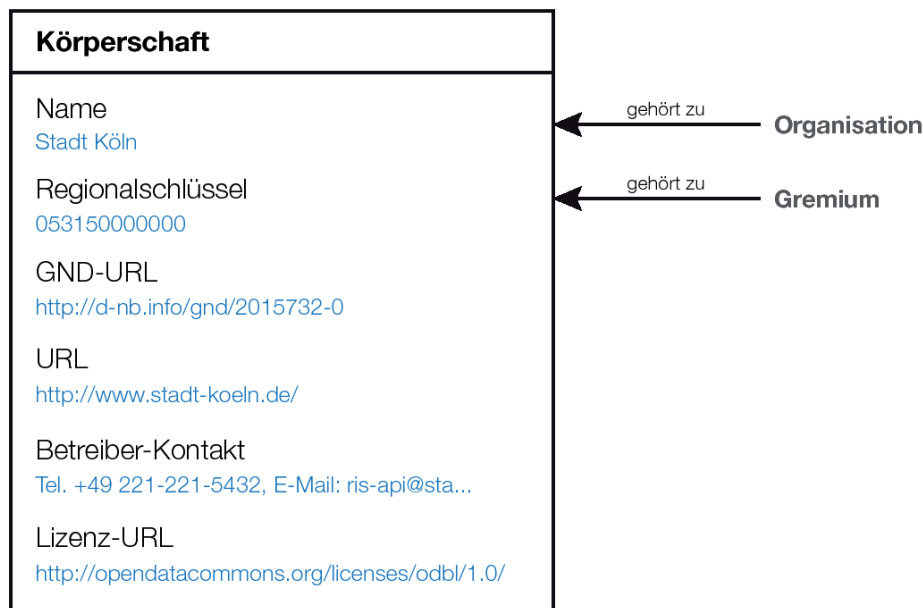 Körperschaft
Name
Stadt Köln
gehört zu
Organisation
Regionalschlüssel
053150000000
gehört zu
Gremium
GND-URL
http://d-nb.info/gnd/2015732-0
URL
http://www.stadt-koeln.de/
Betreiber-Kontakt
Tel. +49 221-221-5432, E-Mail: ris-api@sta...
Lizenz-URL
http://opendatacommons.org/licenses/odbl/1.0/